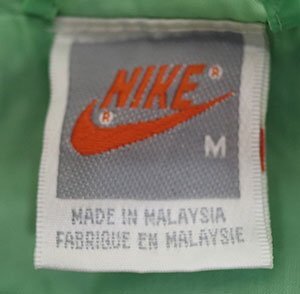 NIKE®
®
M
MADE IN MALAYSIA
FABRIQUE EN MALAYSIE